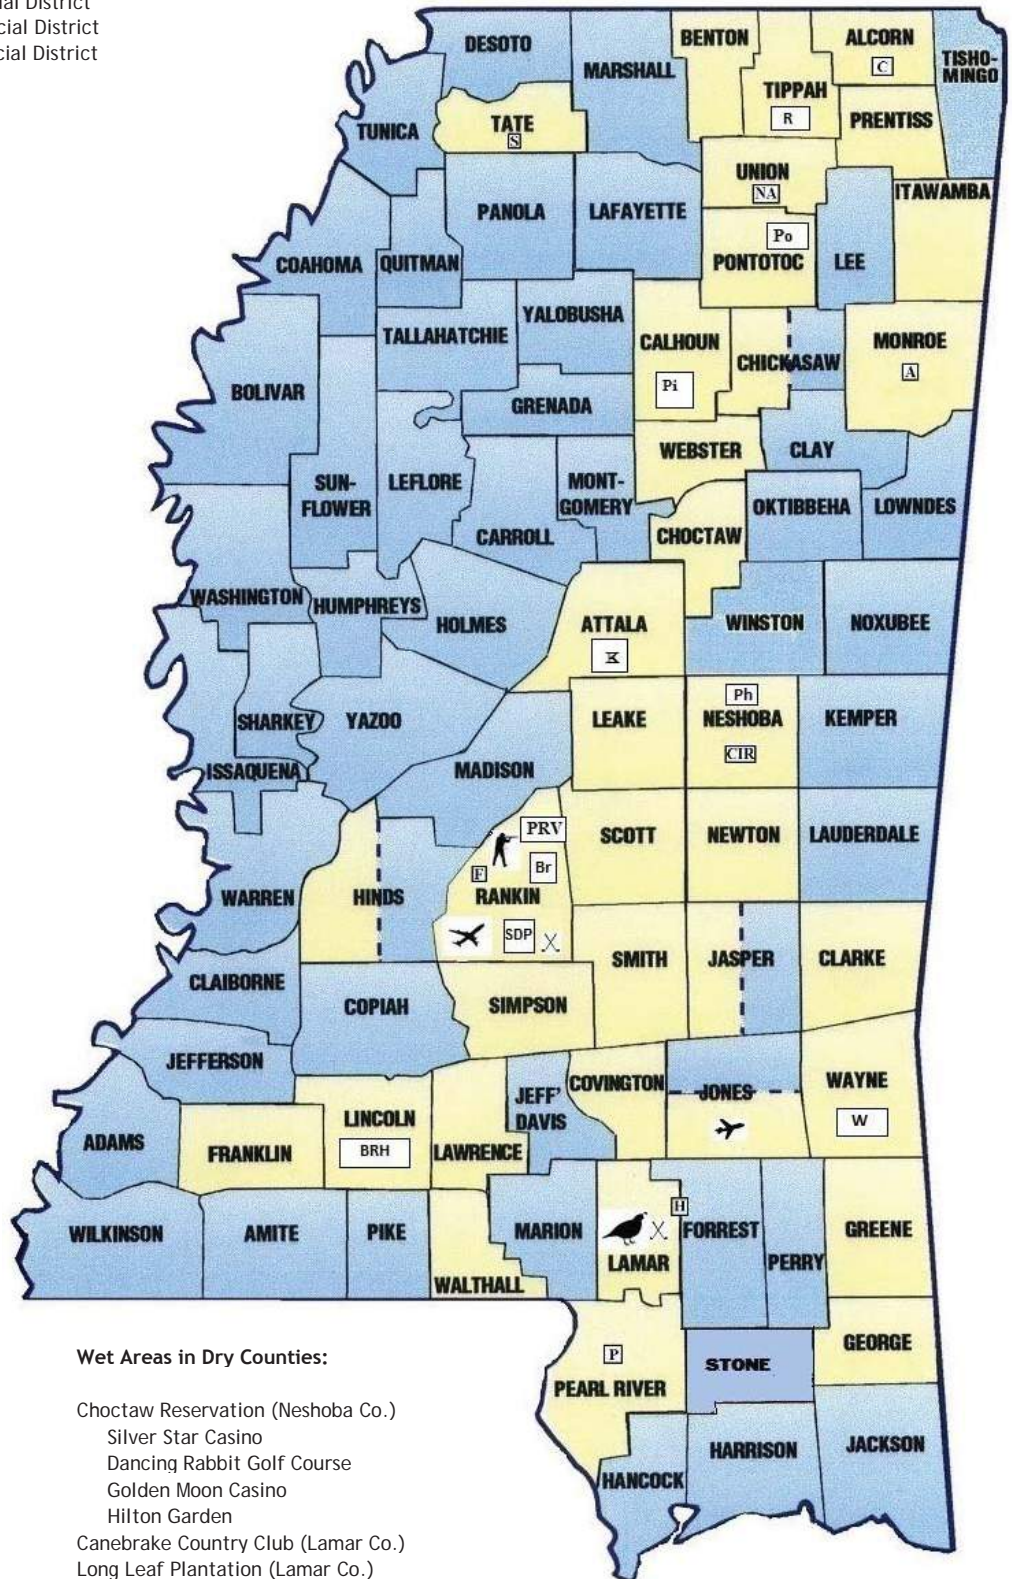 ial District
cial District
cial District
DESOTO
BENTON
ALCORN
C
MARSHALL
TISHO-
MINGO
TIPPAH
R
TUNICA
TATE
S
PRENTISS
UNION
NA
ITAWAMBA
PANOLA
LAFAYETTE
Po
COAHOMA
QUITMAN
PONTOTOC
LEE
TALLAHATCHIE
YALOBUSHA
CALHOUN
Pi
CHICKASAW
MONROE
A
BOLIVAR
GRENADA
SUN-
FLOWER
LEFLORE
MONT-
GOMERY
WEBSTER
CLAY
CARROLL
CHOCTAW
OKTIBBEHA
LOWNDES
WASHINGTON
HUMPHREYS
HOLMES
ATTALA
K
WINSTON
NOXUBEE
Ph
SHARKEY
YAZOO
LEAKE
NESHOBA
CIR
KEMPER
ISSAQUENA
MADISON
PRV
SCOTT
NEWTON
LAUDERDALE
F
Br
WARREN
HINDS
RANKIN
SDP
CLAIBORNE
SMITH
JASPER
CLARKE
COPIAH
SIMPSON
JEFFERSON
JEFF'
DAVIS
COVINGTON
JONES
WAYNE
W
ADAMS
FRANKLIN
LINCOLN
BRH
LAWRENCE
H
WILKINSON
AMITE
PIKE
MARION
FORREST
GREENE
LAMAR
PERRY
WALTHALL
GEORGE
P
STONE
PEARL RIVER
HARRISON
JACKSON
HANCOCK
Wet Areas in Dry Counties:
Choctaw Reservation (Neshoba Co.)
Silver Star Casino
Dancing Rabbit Golf Course
Golden Moon Casino
Hilton Garden
Canebrake Country Club (Lamar Co.)
Long Leaf Plantation (Lamar Co.)